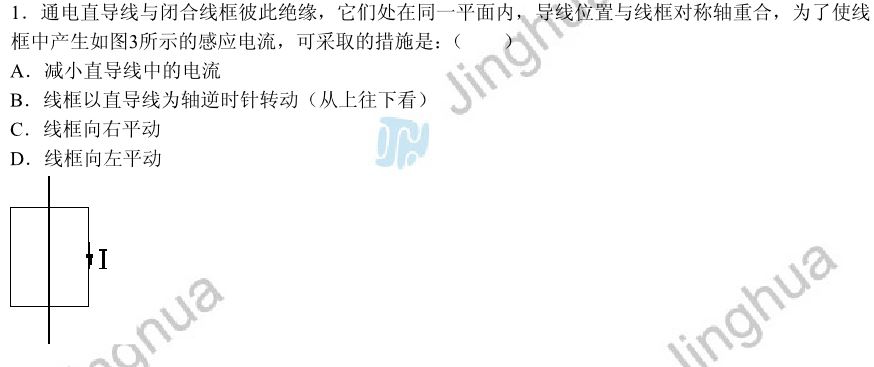 1．通电直导线与闭合线框彼此绝缘，它们处在同一平面内，导线位置与线框对称轴重合，为了使线
框中产生如图3所示的感应电流，可采取的措施是：（　　）
A．减小直导线中的电流
B．线框以直导线为轴逆时针转动（从上往下看）
C．线框向右平动
D．线框向左平动
I
Jinghua
Jinghua